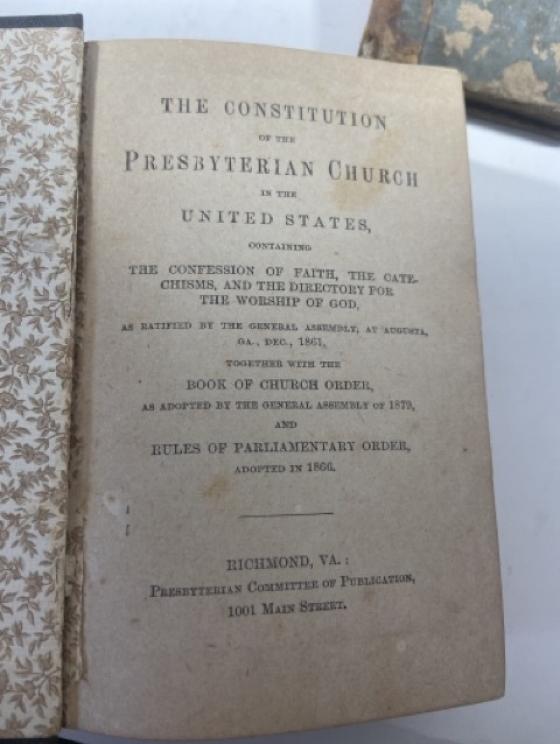 THE CONSTITUTION
OF THE
PRESBYTERIAN CHURCH
IN THE
UNITED STATES,
CONTAINING
THE CONFESSION OF FAITH, THE CATE-
CHISMS, AND THE DIRECTORY FOR
THE WORSHIP OF GOD,
AS RATIFIED BY THE GENERAL ASSEMBLY, AT AUGUSTA,
GA., DEC., 1861,
TOGETHER WITH THE
BOOK OF CHURCH ORDER,
AS ADOPTED BY THE GENERAL ASSEMBLY OF 1879,
AND
RULES OF PARLIAMENTARY ORDER,
ADOPTED IN 1866.
RICHMOND, VA.:
PRESBYTERIAN COMMITTEE OF PUBLICATION,
1001 MAIN STREET.